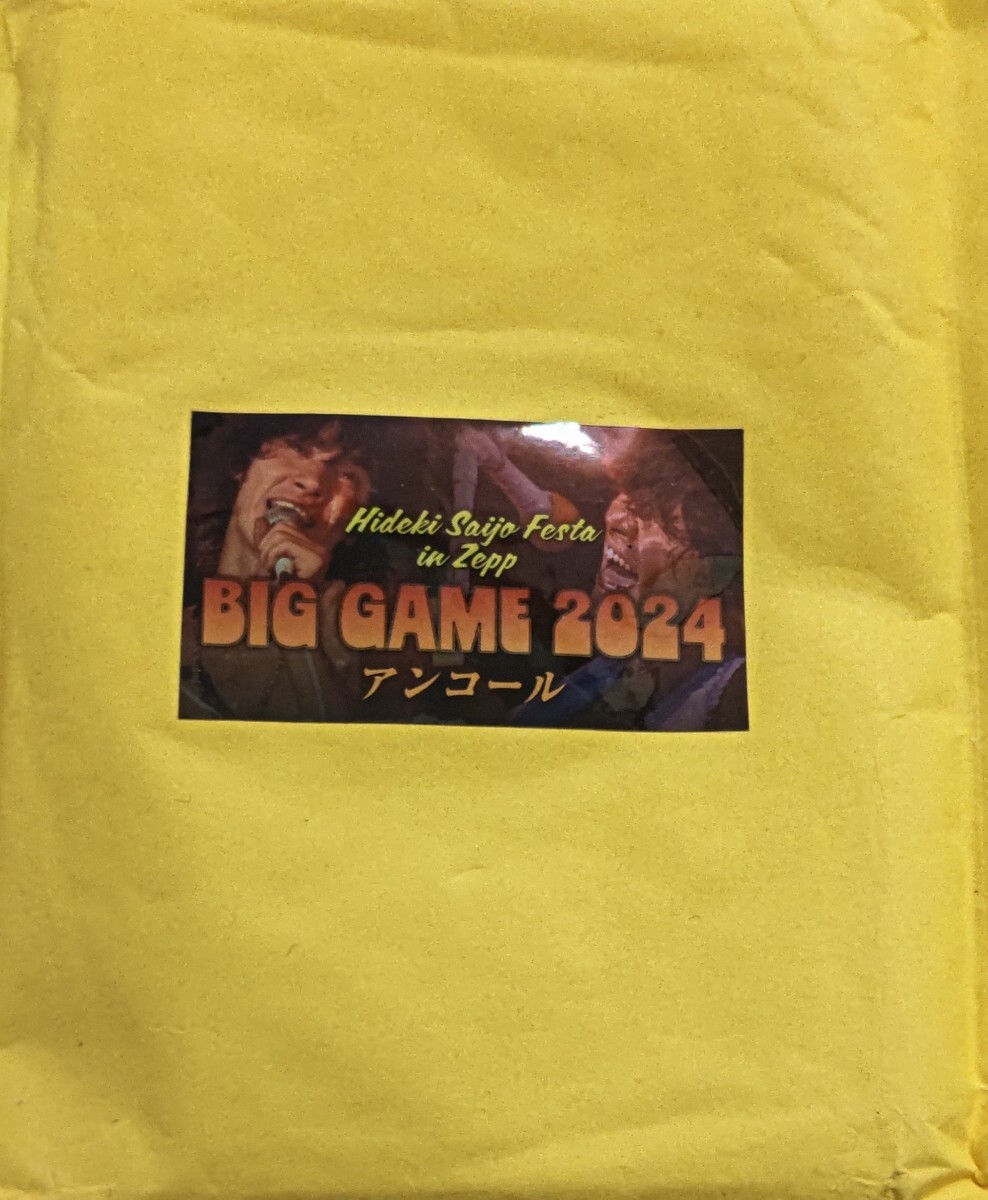 Hideki Saijo Festa
in Zepp
BIG GAME 2024
アンコール